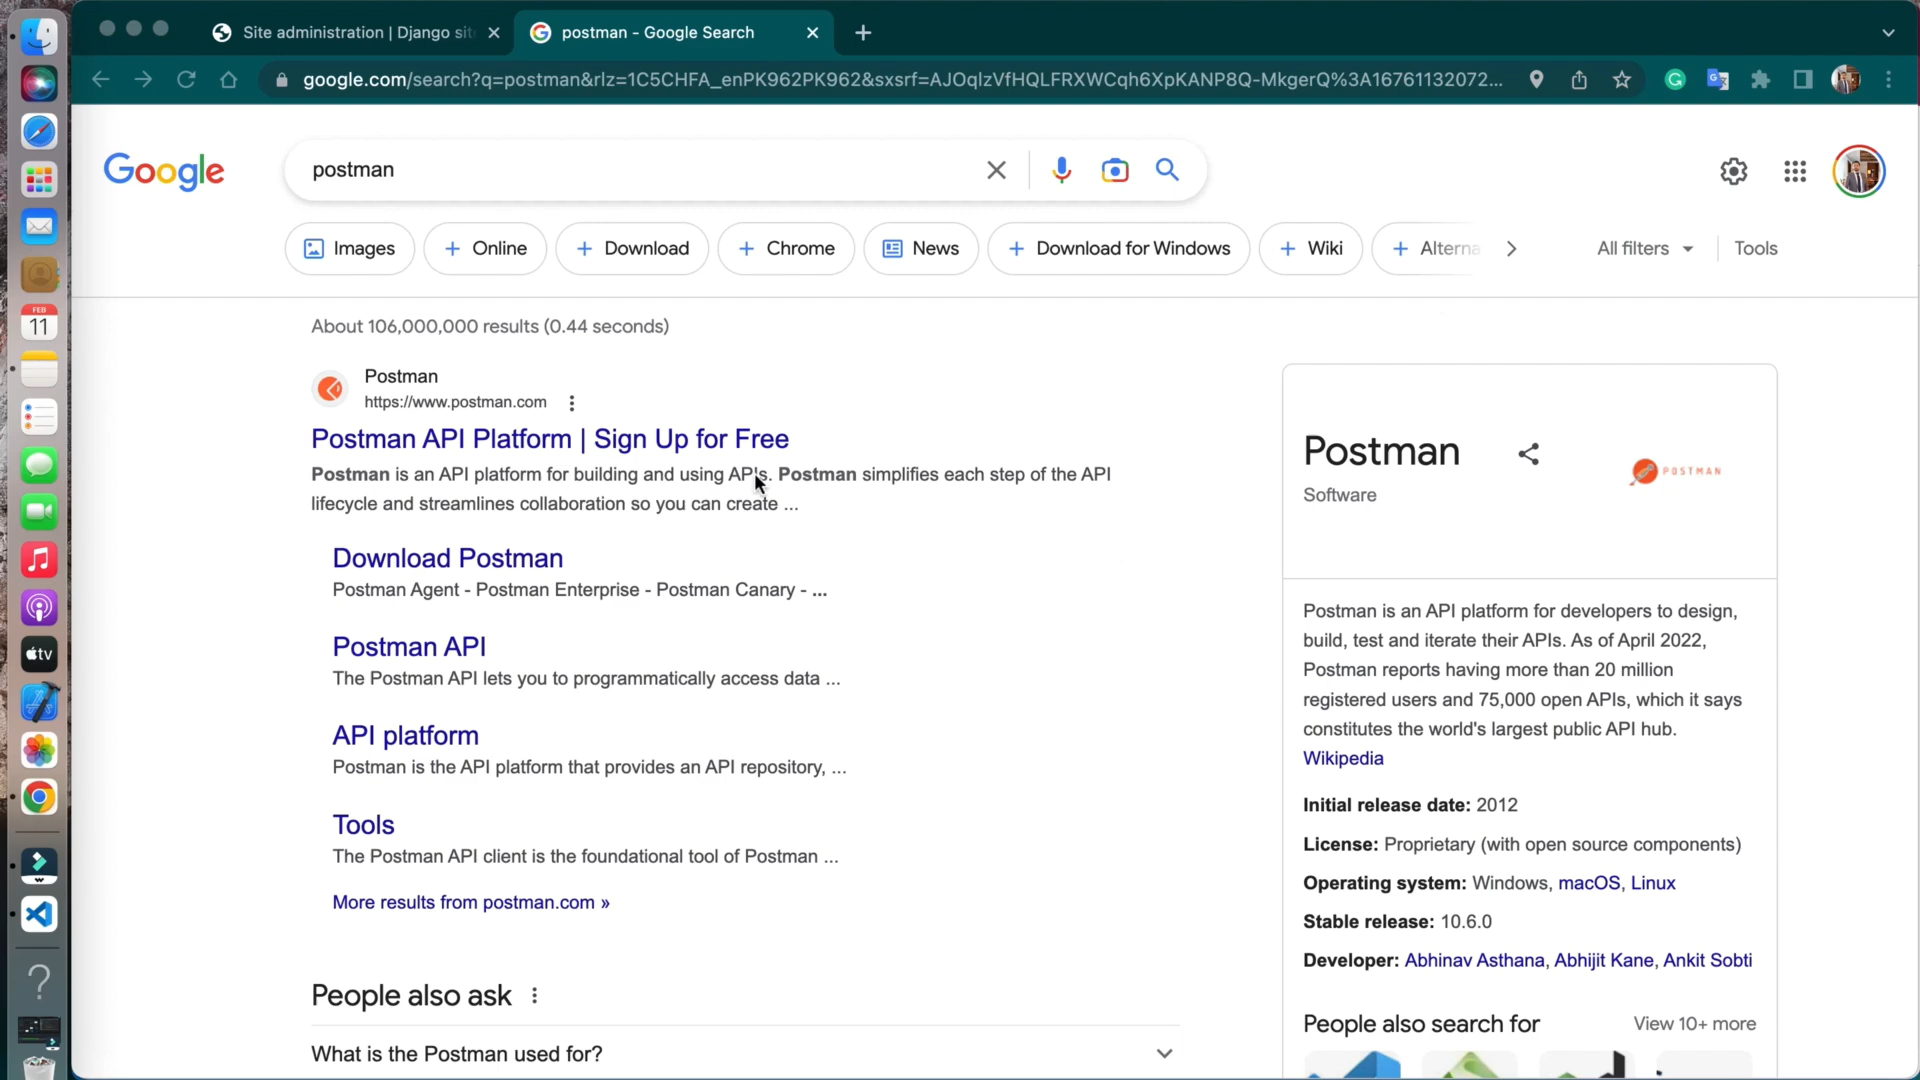 Site administration | Django sit
postman - Google Search
google.com/search?q=postman&rlz=1C5CHFA_enPK962PK962&sxsrf=AJOqlzVfHQLFRXWCqh6XpKANP8Q-MkgerQ%3A16761132072...
Google
postman
Images
Online
Download
Chrome
News
Download for Windows
Wiki
Alterna
All filters
Tools
About 106,000,000 results (0.44 seconds)
Postman
https://www.postman.com
Postman API Platform | Sign Up for Free
Postman is an API platform for building and using APIs. Postman simplifies each step of the API
lifecycle and streamlines collaboration so you can create ...
Download Postman
Postman Agent - Postman Enterprise - Postman Canary - ...
Postman API
The Postman API lets you to programmatically access data ...
API platform
Postman is the API platform that provides an API repository, ...
Tools
The Postman API client is the foundational tool of Postman ...
More results from postman.com »
People also ask
What is the Postman used for?
Postman
Software
POSTMAN
Postman is an API platform for developers to design,
build, test and iterate their APIs. As of April 2022,
Postman reports having more than 20 million
registered users and 75,000 open APIs, which it says
constitutes the world's largest public API hub.
Wikipedia
Initial release date: 2012
License: Proprietary (with open source components)
Operating system: Windows, macOS, Linux
Stable release: 10.6.0
Developer: Abhinav Asthana, Abhijit Kane, Ankit Sobti
People also search for
View 10+ more
FEB
11
tv